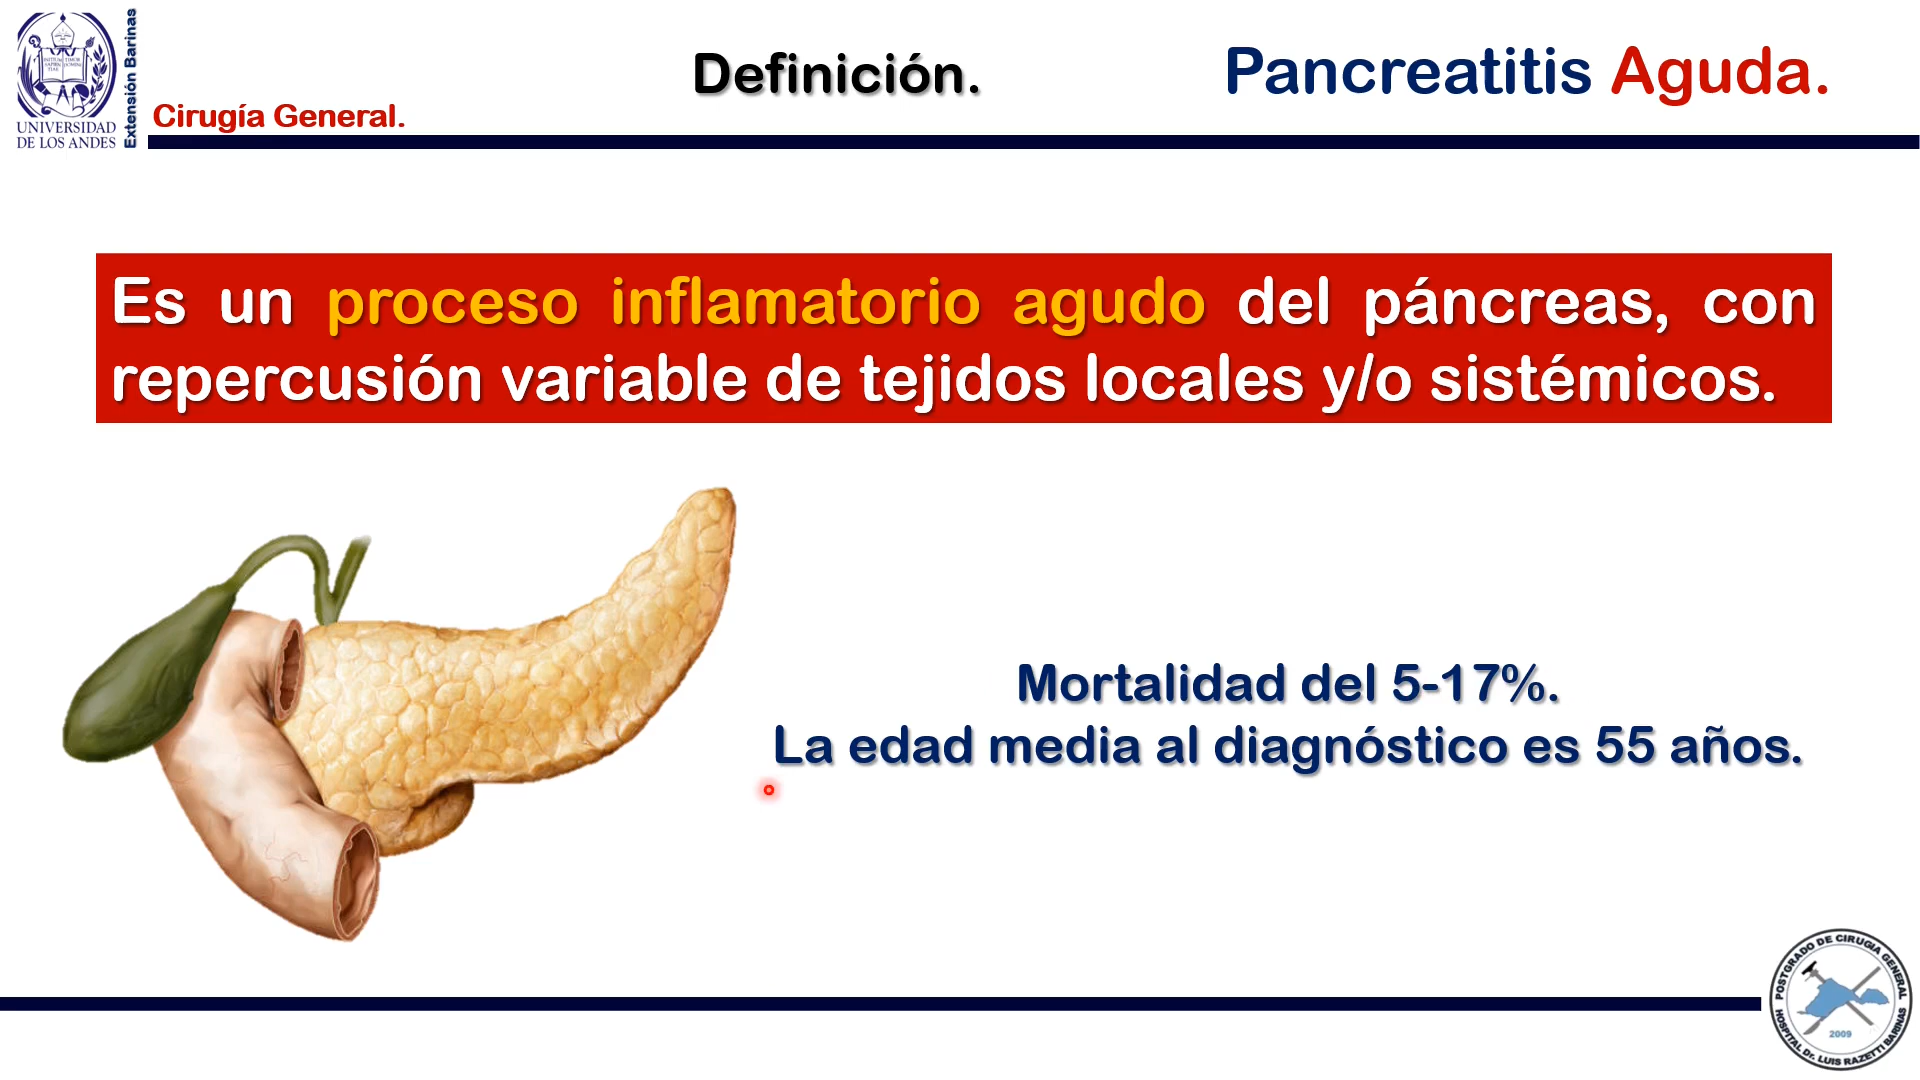 UNIVERSIDAD
DE LOS ANDES
Extensión Barinas
Cirugía General.
Definición.
Pancreatitis Aguda.
Es un proceso inflamatorio agudo del páncreas, con
repercusión variable de tejidos locales y/o sistémicos.
Mortalidad del 5-17%.
La edad media al diagnóstico es 55 años.
POSTGRADO DE CIRUGIA GENERAL
2009
HOSPITAL Dr. LUIS RAZETTI BARINAS